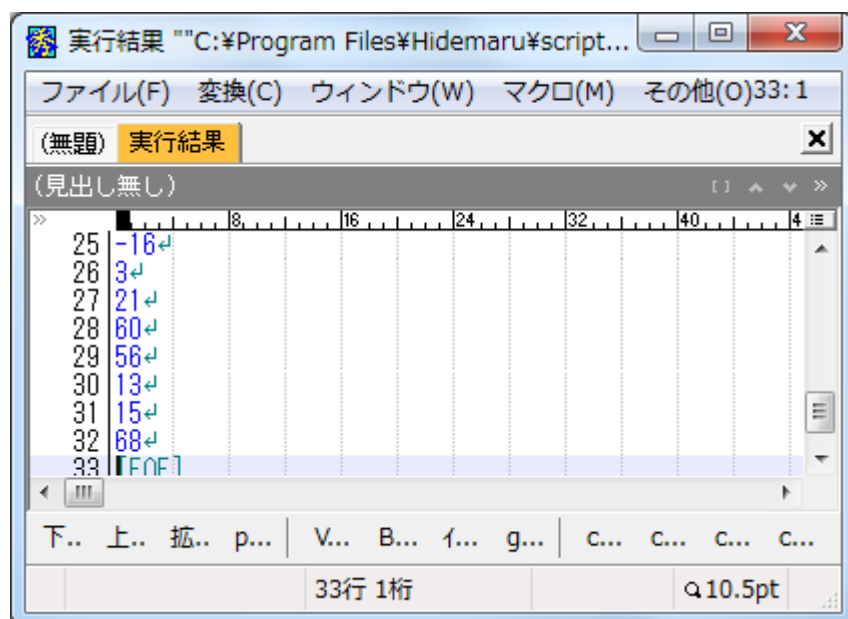 実行結果 ""C:¥Program Files¥Hidemaru¥script...
ファイル(F) 変換(C) ウィンドウ(W) マクロ(M) その他(O) 33:1
(無題) 実行結果
(見出し無し)
8 16 24 32 40 4
25 -16↵
26 3↵
27 21↵
28 60↵
29 56↵
30 13↵
31 15↵
32 68↵
33 [EOF]
下.. 上.. 拡.. p... V... B... イ... g... c... c... c... c...
33行 1桁 10.5pt